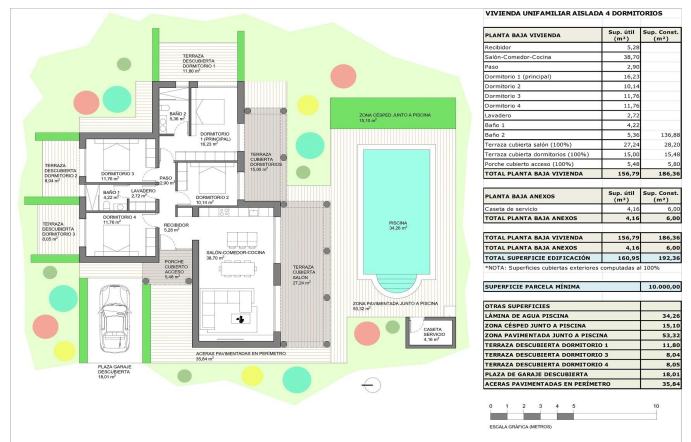 TERRAZA
DESCUBIERTA
DORMITORIO 1
11,80 m²
BAÑO 2
5,36 m²
DORMITORIO
1 (PRINCIPAL)
16,23 m²
TERRAZA
CUBIERTA
DORMITORIOS
15,00 m²
ZONA CÉSPED JUNTO A PISCINA
15,10 m²
TERRAZA
DESCUBIERTA
DORMITORIO 2
8,04 m²
DORMITORIO 3
11,76 m²
PASO
2,90 m²
BAÑO 1
4,22 m²
LAVADERO
2,72 m²
DORMITORIO 2
10,14 m²
TERRAZA
DESCUBIERTA
DORMITORIO 3
8,05 m²
DORMITORIO 4
11,76 m²
RECIBIDOR
5,28 m²
PISCINA
34,26 m²
SALÓN-COMEDOR-COCINA
38,70 m²
PORCHE
CUBIERTO
ACCESO
5,48 m²
TERRAZA
CUBIERTA
SALÓN
27,24 m²
ZONA PAVIMENTADA JUNTO A PISCINA
53,32 m²
CASETA
SERVICIO
4,16 m²
ACERAS PAVIMENTADAS EN PERÍMETRO
35,84 m²
PLAZA GARAJE
DESCUBIERTA
18,01 m²
VIVIENDA UNIFAMILIAR AISLADA 4 DORMITORIOS
PLANTA BAJA VIVIENDA Sup. útil (m²) Sup. Const. (m²)
Recibidor 5,28
Salón-Comedor-Cocina 38,70
Paso 2,90
Dormitorio 1 (principal) 16,23
Dormitorio 2 10,14
Dormitorio 3 11,76
Dormitorio 4 11,76
Lavadero 2,72
Baño 1 4,22
Baño 2 5,36 136,88
Terraza cubierta salón (100%) 27,24 28,20
Terraza cubierta dormitorios (100%) 15,00 15,48
Porche cubierto acceso (100%) 5,48 5,80
TOTAL PLANTA BAJA VIVIENDA 156,79 186,36
PLANTA BAJA ANEXOS Sup. útil (m²) Sup. Const. (m²)
Caseta de servicio 4,16 6,00
TOTAL PLANTA BAJA ANEXOS 4,16 6,00
TOTAL PLANTA BAJA VIVIENDA 156,79 186,36
TOTAL PLANTA BAJA ANEXOS 4,16 6,00
TOTAL SUPERFICIE EDIFICACIÓN 160,95 192,36
*NOTA: Superficies cubiertas exteriores computadas al 100%
SUPERFICIE PARCELA MÍNIMA 10.000,00
OTRAS SUPERFICIES
LÁMINA DE AGUA PISCINA 34,26
ZONA CÉSPED JUNTO A PISCINA 15,10
ZONA PAVIMENTADA JUNTO A PISCINA 53,32
TERRAZA DESCUBIERTA DORMITORIO 1 11,80
TERRAZA DESCUBIERTA DORMITORIO 3 8,04
TERRAZA DESCUBIERTA DORMITORIO 4 8,05
PLAZA DE GARAJE DESCUBIERTA 18,01
ACERAS PAVIMENTADAS EN PERÍMETRO 35,84
0 1 2 3 4 5 10
ESCALA GRÁFICA (METROS)